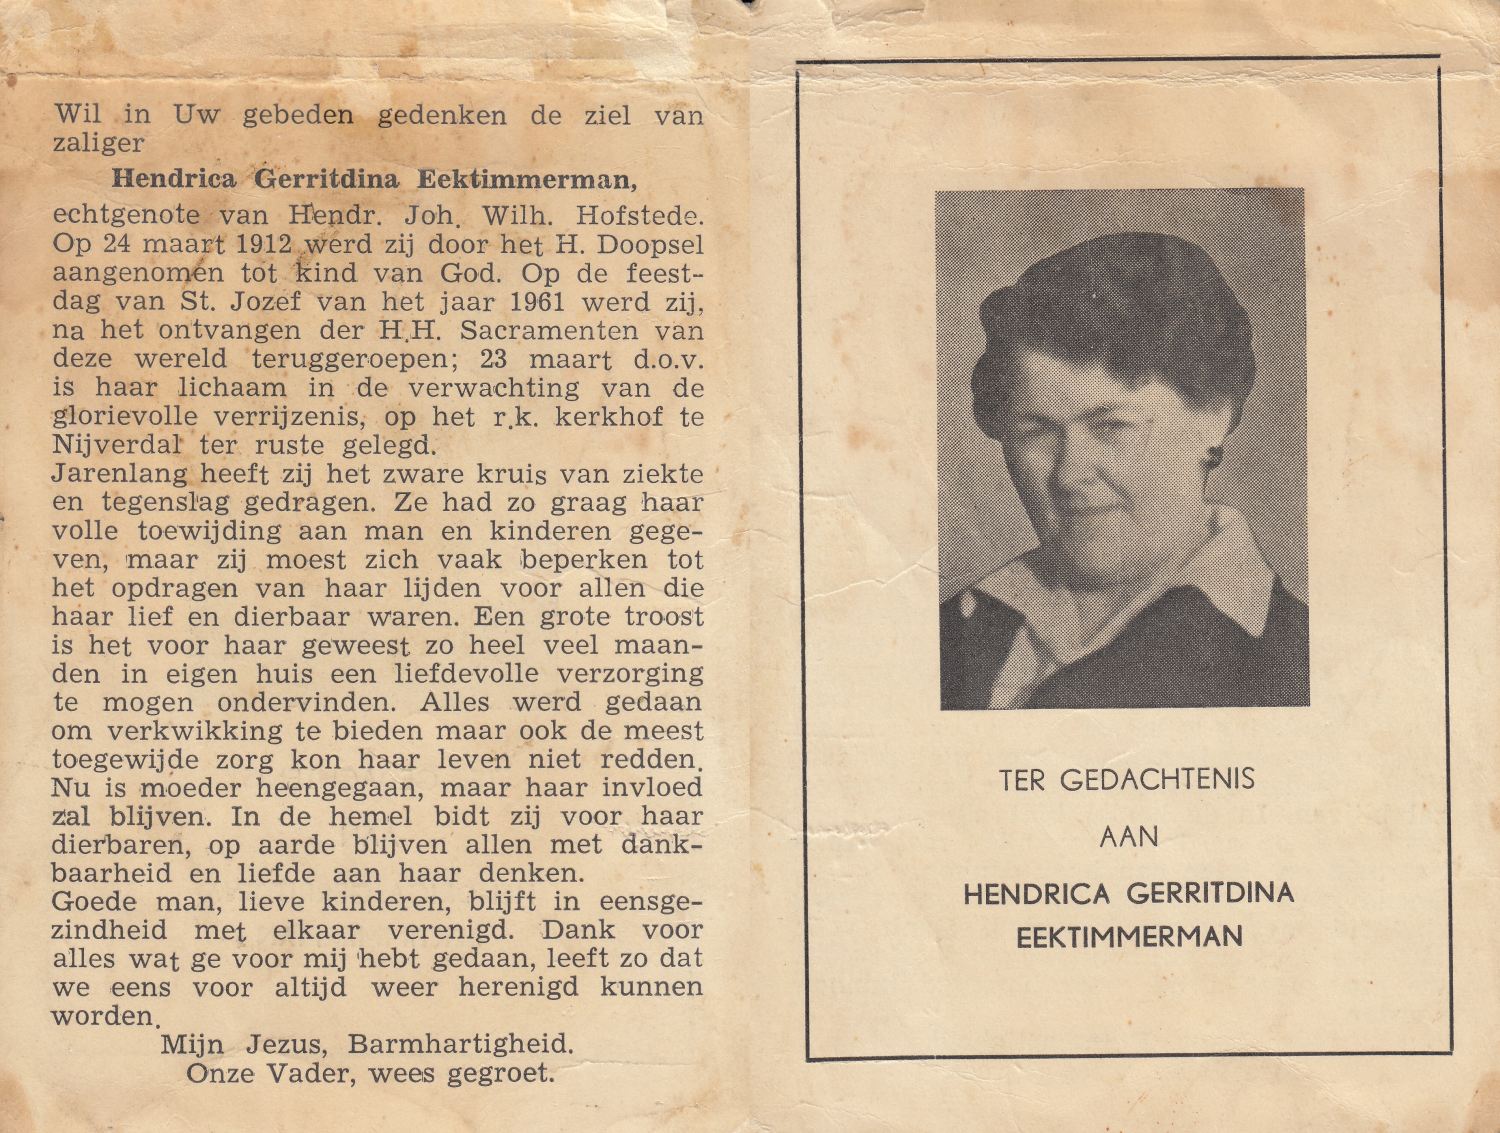 Wil in Uw gebeden gedenken de ziel van
zaliger
Hendrica Gerritdina Eektimmerman,
echtgenote van Hendr. Joh. Wilh. Hofstede.
Op 24 maart 1912 werd zij door het H. Doopsel
aangenomen tot kind van God. Op de feest-
dag van St. Jozef van het jaar 1961 werd zij,
na het ontvangen der H.H. Sacramenten van
deze wereld teruggeroepen; 23 maart d.o.v.
is haar lichaam in de verwachting van de
glorievolle verrijzenis, op het r.k. kerkhof te
Nijverdal ter ruste gelegd.
Jarenlang heeft zij het zware kruis van ziekte
en tegenslag gedragen. Ze had zo graag haar
volle toewijding aan man en kinderen gege-
ven, maar zij moest zich vaak beperken tot
het opdragen van haar lijden voor allen die
haar lief en dierbaar waren. Een grote troost
is het voor haar geweest zo heel veel maan-
den in eigen huis een liefdevolle verzorging
te mogen ondervinden. Alles werd gedaan
om verkwikking te bieden maar ook de meest
toegewijde zorg kon haar leven niet redden.
Nu is moeder heengegaan, maar haar invloed
zal blijven. In de hemel bidt zij voor haar
dierbaren, op aarde blijven allen met dank-
baarheid en liefde aan haar denken.
Goede man, lieve kinderen, blijft in eensge-
zindheid met elkaar verenigd. Dank voor
alles wat ge voor mij hebt gedaan, leeft zo dat
we eens voor altijd weer herenigd kunnen
worden.
Mijn Jezus, Barmhartigheid.
Onze Vader, wees gegroet.
TER GEDACHTENIS
AAN
HENDRICA GERRITDINA
EEKTIMMERMAN